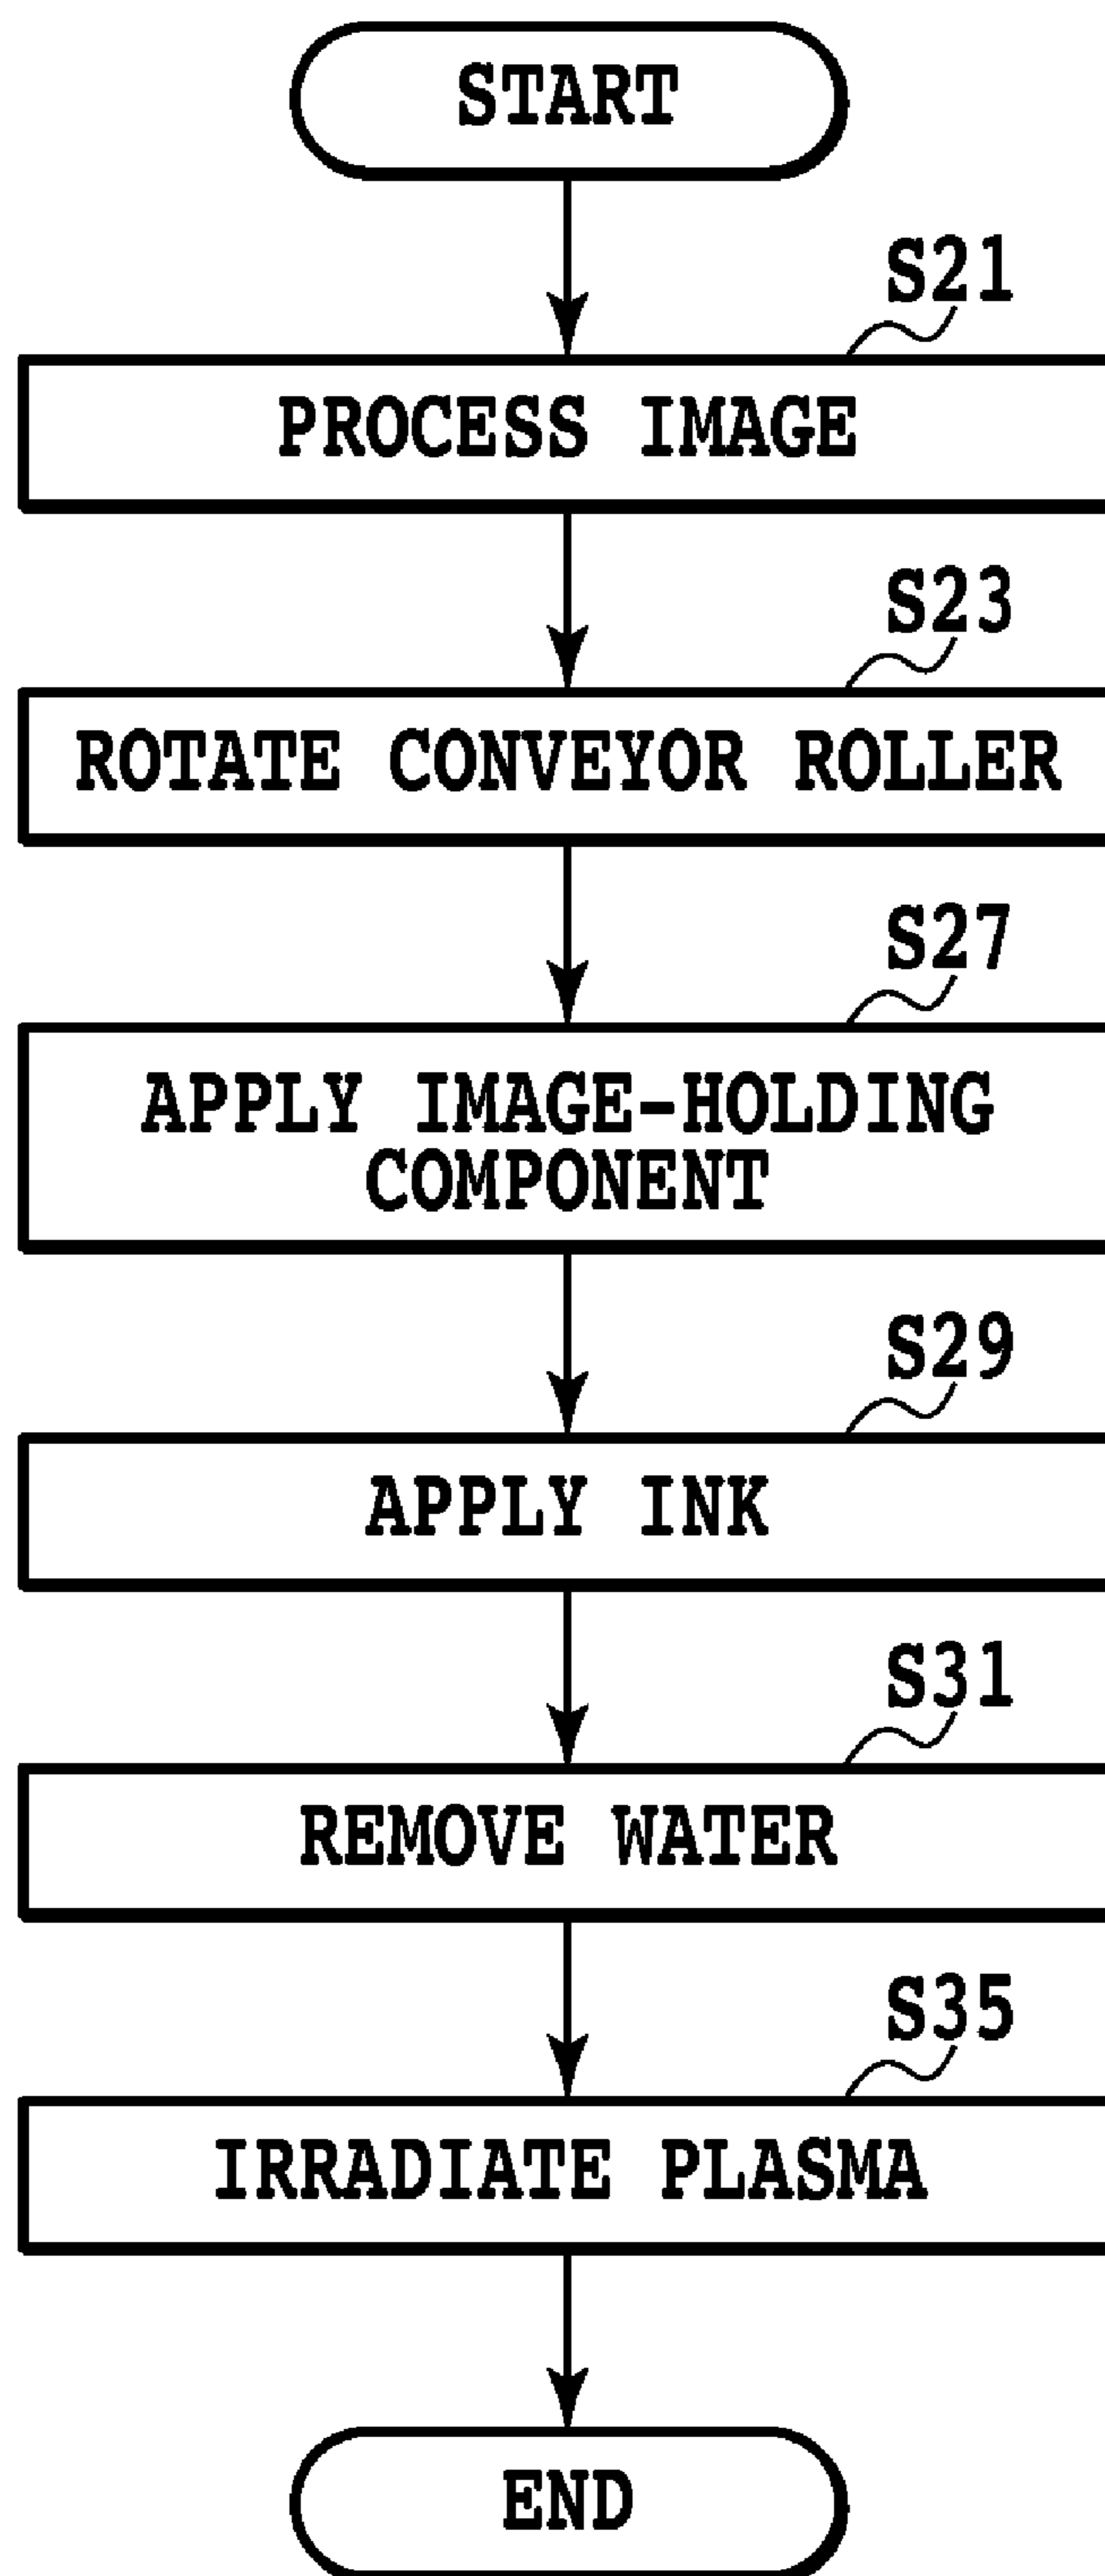 START
S21
PROCESS IMAGE
S23
ROTATE CONVEYOR ROLLER
S27
APPLY IMAGE-HOLDING
COMPONENT
S29
APPLY INK
S31
REMOVE WATER
S35
IRRADIATE PLASMA
END